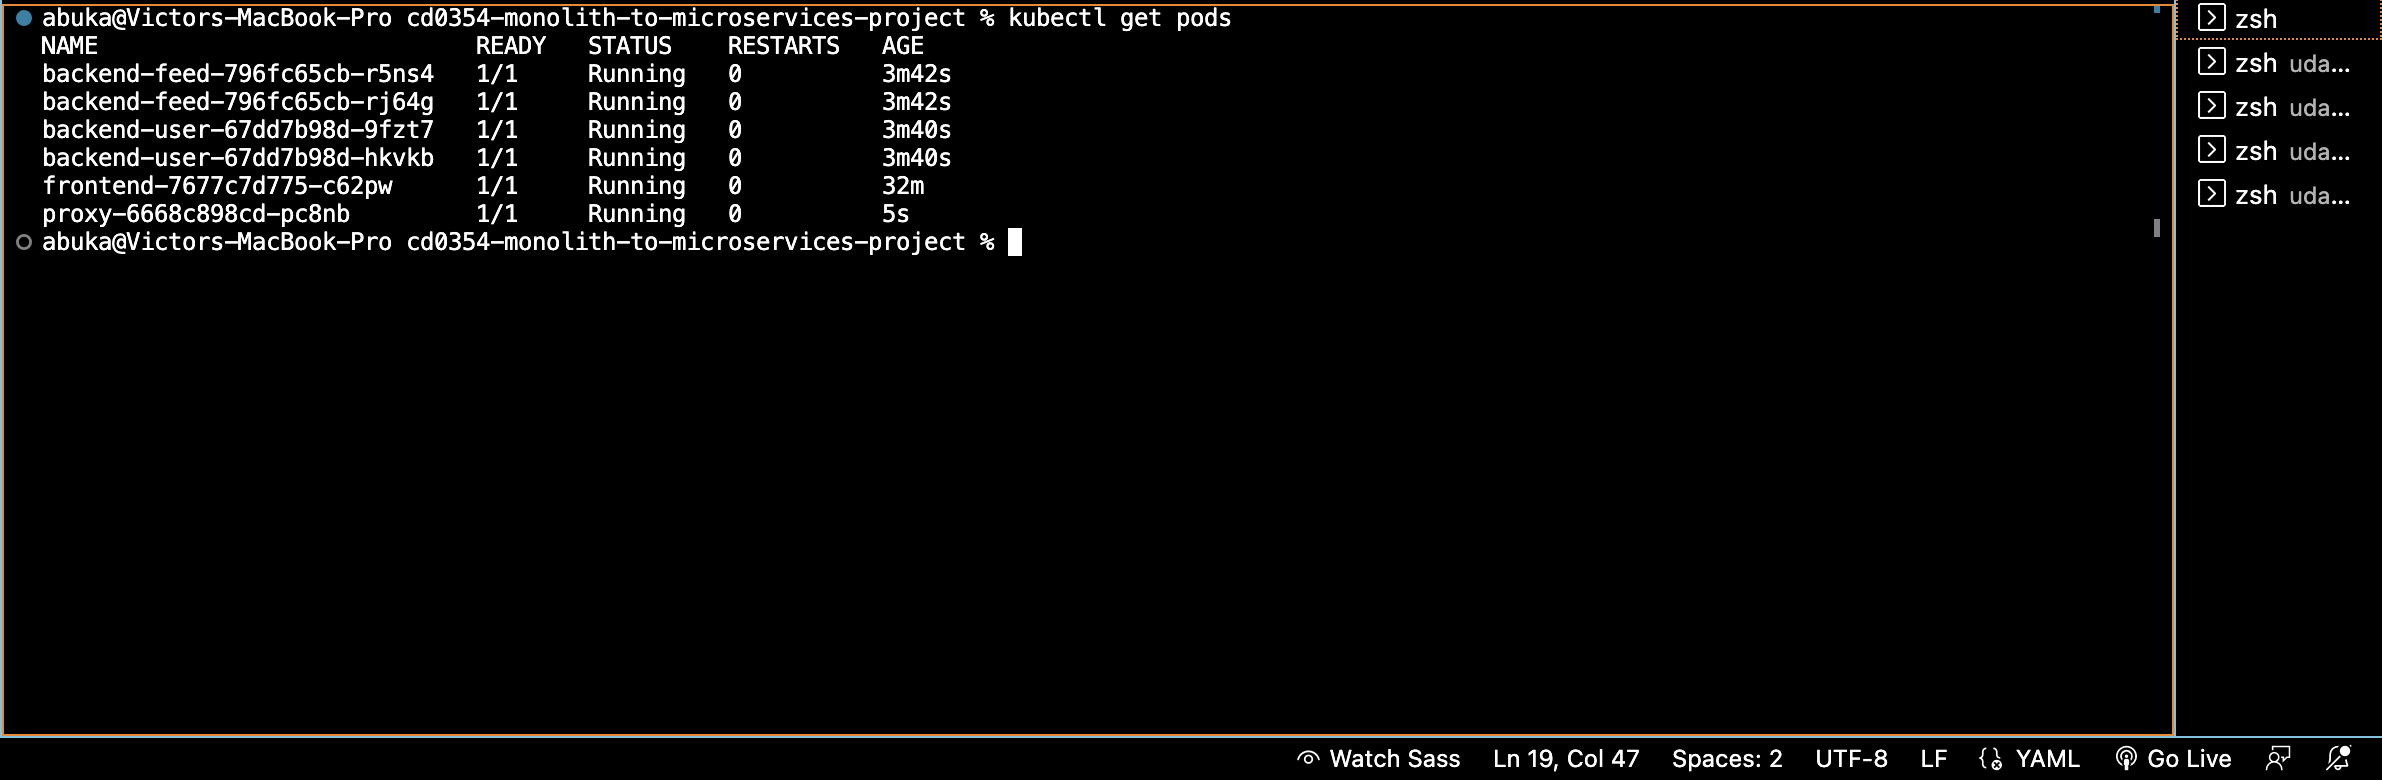 abuka@Victors-MacBook-Pro cd0354-monolith-to-microservices-project % kubectl get pods
NAME READY STATUS RESTARTS AGE
backend-feed-796fc65cb-r5ns4 1/1 Running 0 3m42s
backend-feed-796fc65cb-rj64g 1/1 Running 0 3m42s
backend-user-67dd7b98d-9fzt7 1/1 Running 0 3m40s
backend-user-67dd7b98d-hkvkb 1/1 Running 0 3m40s
frontend-7677c7d775-c62pw 1/1 Running 0 32m
proxy-6668c898cd-pc8nb 1/1 Running 0 5s
abuka@Victors-MacBook-Pro cd0354-monolith-to-microservices-project %
zsh
zsh uda...
zsh uda...
zsh uda...
zsh uda...
Watch Sass Ln 19, Col 47 Spaces: 2 UTF-8 LF YAML Go Live